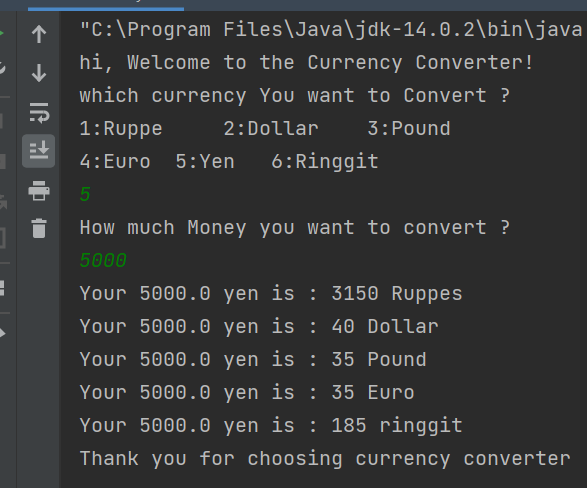 "C:\Program Files\Java\jdk-14.0.2\bin\java
hi, Welcome to the Currency Converter!
which currency You want to Convert ?
1:Ruppe     2:Dollar    3:Pound
4:Euro  5:Yen   6:Ringgit
5
How much Money you want to convert ?
5000
Your 5000.0 yen is : 3150 Ruppes
Your 5000.0 yen is : 40 Dollar
Your 5000.0 yen is : 35 Pound
Your 5000.0 yen is : 35 Euro
Your 5000.0 yen is : 185 ringgit
Thank you for choosing currency converter